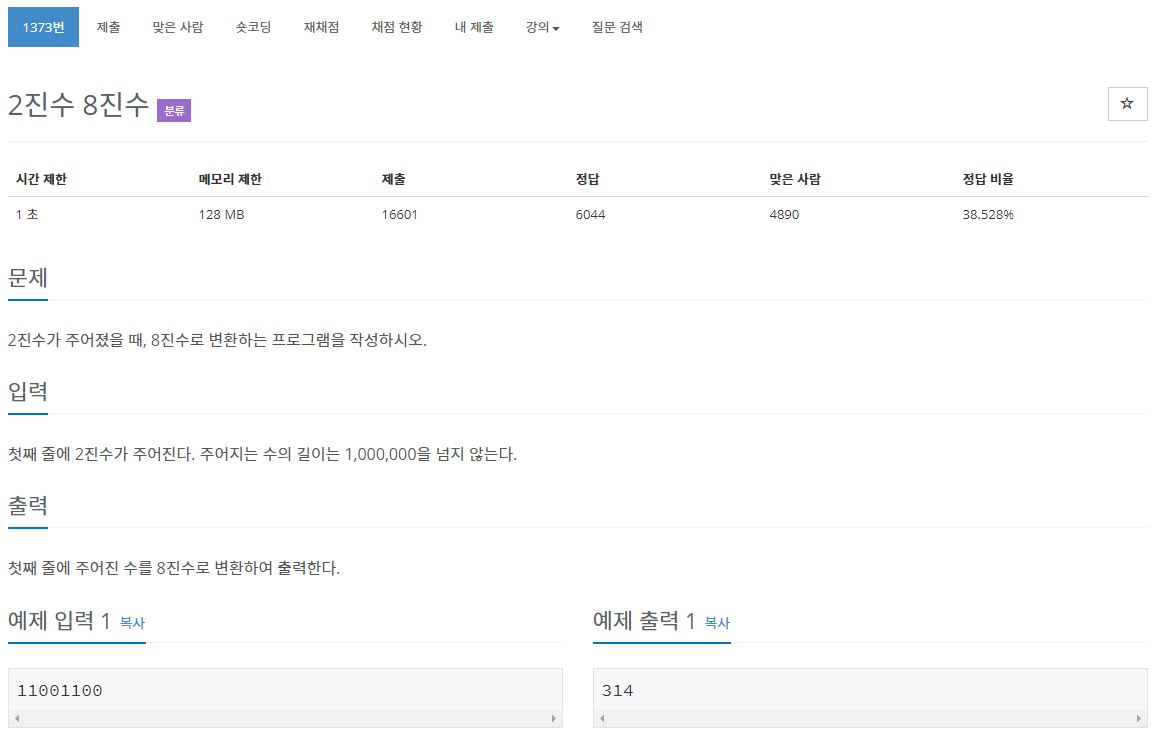 1373번 제출 맞은 사람 숏코딩 재채점 채점 현황 내 제출 강의 질문 검색
2진수 8진수 분류
시간 제한 메모리 제한 제출 정답 맞은 사람 정답 비율
1 초 128 MB 16601 6044 4890 38.528%
문제
2진수가 주어졌을 때, 8진수로 변환하는 프로그램을 작성하시오.
입력
첫째 줄에 2진수가 주어진다. 주어지는 수의 길이는 1,000,000을 넘지 않는다.
출력
첫째 줄에 주어진 수를 8진수로 변환하여 출력한다.
예제 입력 1 복사 예제 출력 1 복사
11001100 314